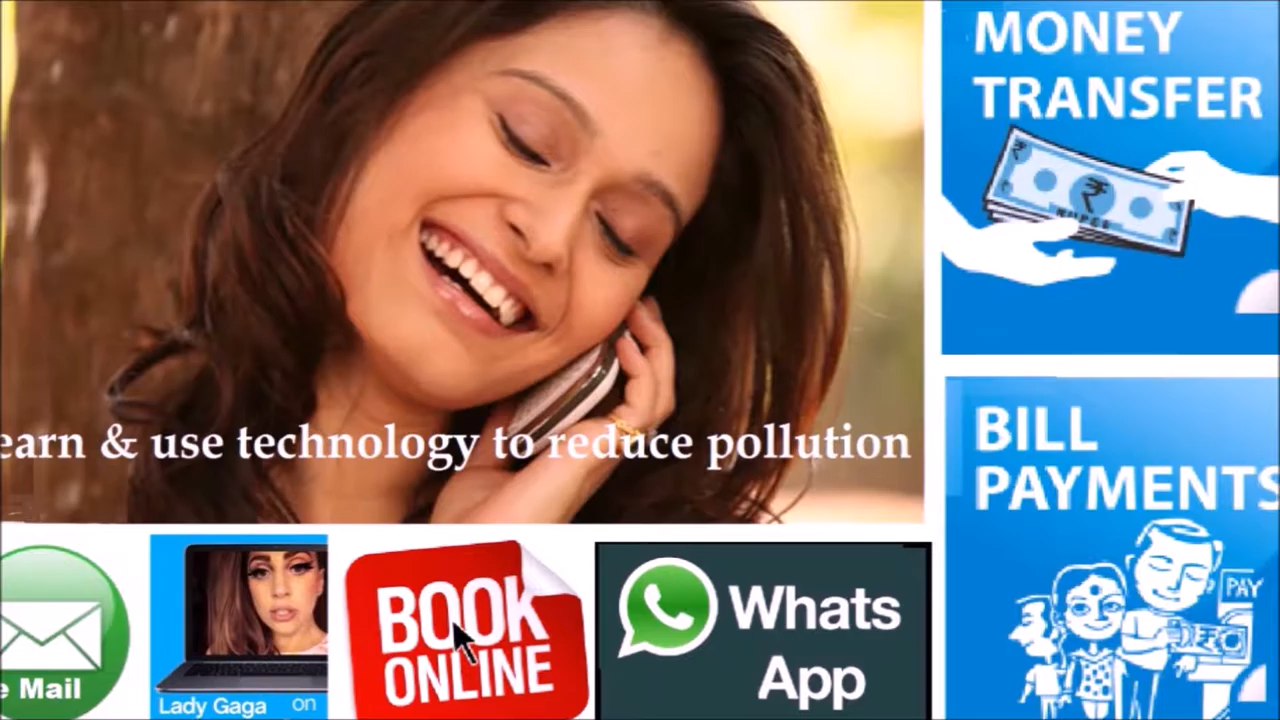 MONEY
TRANSFER
₹
₹
RUPEE
earn & use technology to reduce pollution
BILL
PAYMENTS
PAY
₹
e Mail
Lady Gaga on
BOOK
ONLINE
Whats
App